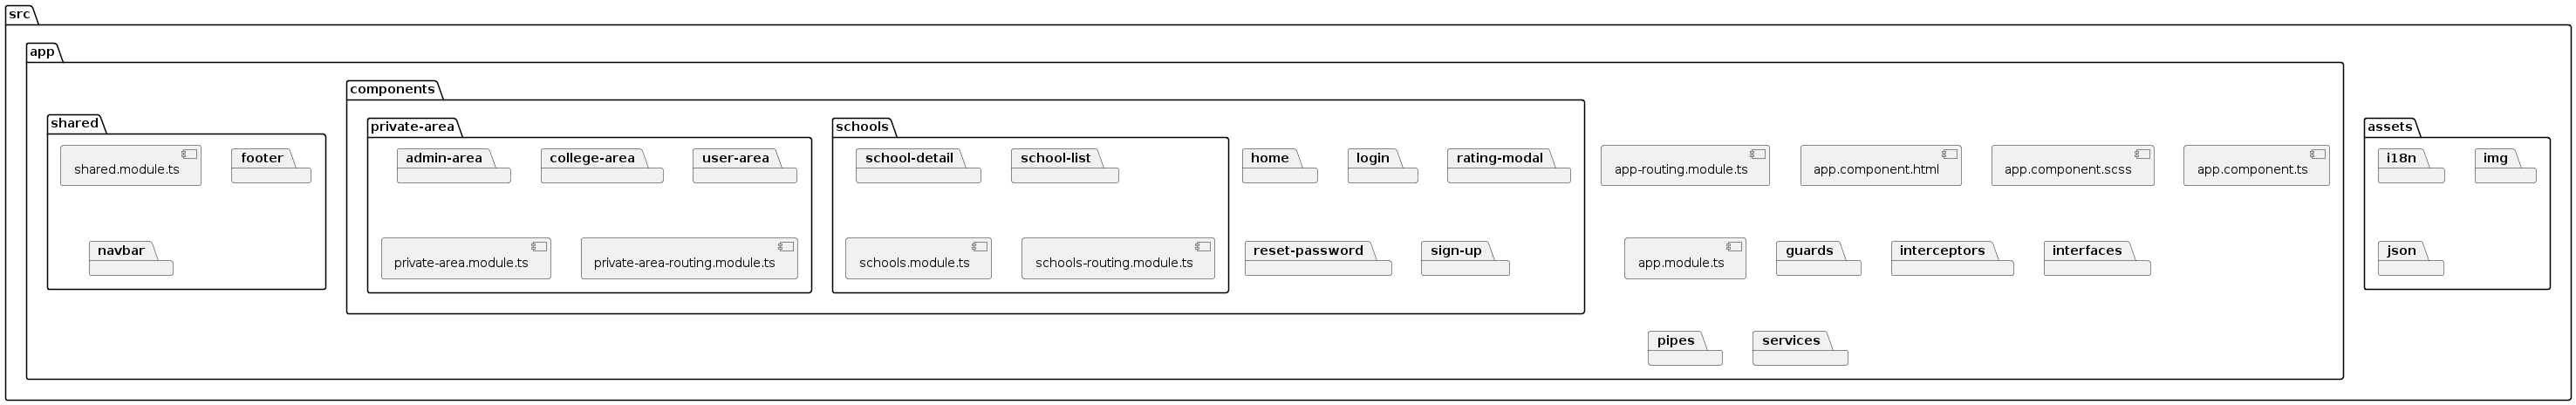 src
app
shared
shared.module.ts
footer
navbar
components
private-area
admin-area
college-area
user-area
private-area.module.ts
private-area-routing.module.ts
schools
school-detail
school-list
schools.module.ts
schools-routing.module.ts
home
login
rating-modal
reset-password
sign-up
app-routing.module.ts
app.component.html
app.component.scss
app.component.ts
app.module.ts
guards
interceptors
interfaces
pipes
services
assets
i18n
img
json